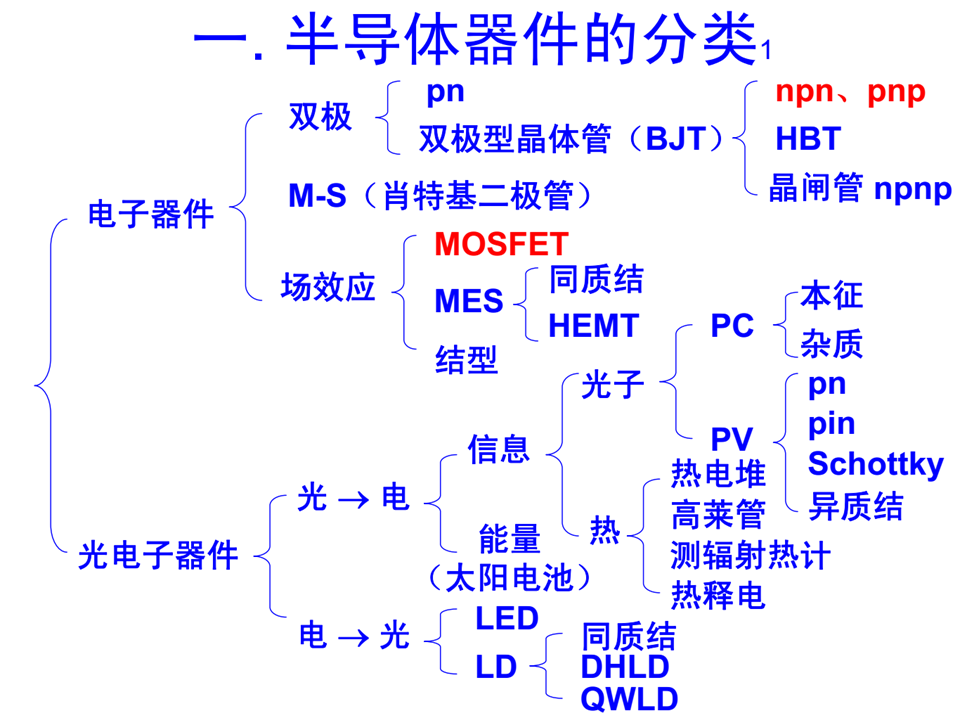 一.半导体器件的分类1
pn
npn、pnp
双极
双极型晶体管（BJT）
HBT
晶闸管 npnp
M-S（肖特基二极管）
电子器件
MOSFET
场效应
同质结
MES
本征
HEMT
PC
杂质
结型
光子
pn
pin
PV
信息
Schottky
热电堆
光 → 电
异质结
高莱管
热
能量
光电子器件
测辐射热计
（太阳电池）
热释电
LED
电 → 光
同质结
LD
DHLD
QWLD